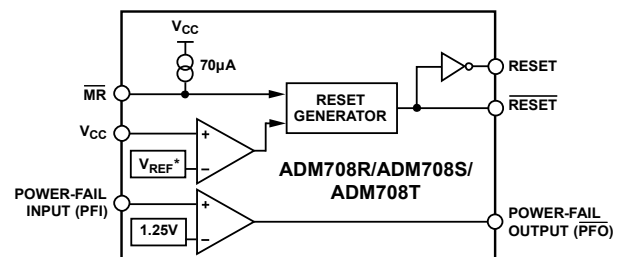 VCC
70µA
MR
RESET
RESET
GENERATOR
RESET
VCC
+
VREF*
−
ADM708R/ADM708S/
ADM708T
POWER-FAIL
INPUT (PFI)
+
1.25V
−
POWER-FAIL
OUTPUT (PFO)